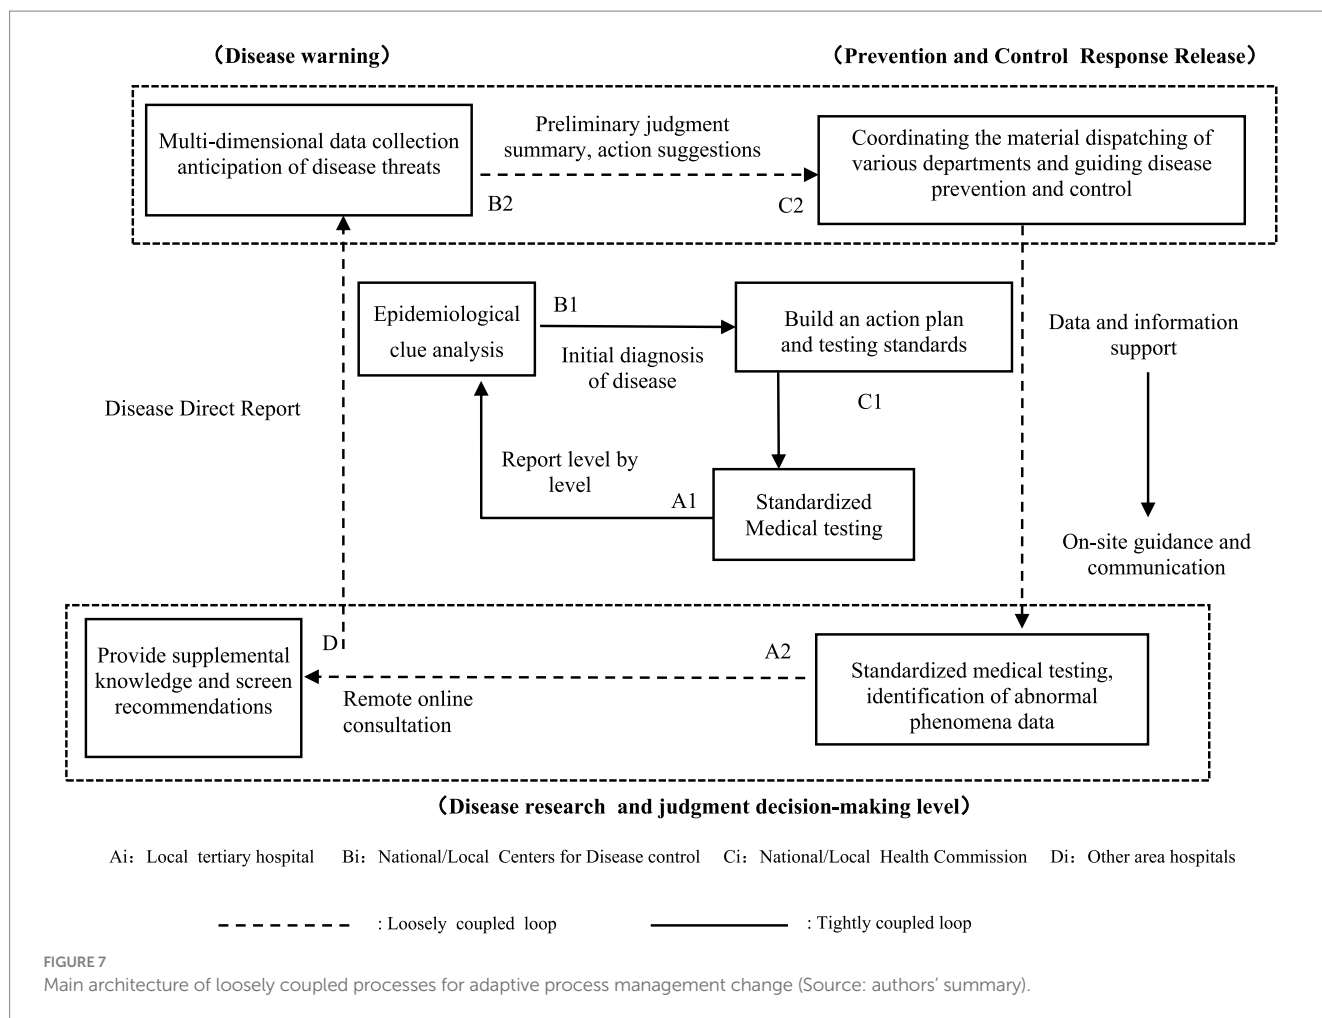 （Disease warning）
（Prevention and Control Response Release）
Multi-dimensional data collection
anticipation of disease threats
Preliminary judgment
summary, action suggestions
Coordinating the material dispatching of
various departments and guiding disease
prevention and control
B2
C2
Epidemiological
clue analysis
B1
Initial diagnosis
of disease
Build an action plan
and testing standards
Data and information
support
Disease Direct Report
C1
Report level by
level
A1
Standardized
Medical testing
On-site guidance and
communication
Provide supplemental
knowledge and screen
recommendations
D
Remote online
consultation
A2
Standardized medical testing,
identification of abnormal
phenomena data
（Disease research and judgment decision-making level）
Ai：Local tertiary hospital Bi：National/Local Centers for Disease control Ci：National/Local Health Commission Di：Other area hospitals
: Loosely coupled loop : Tightly coupled loop
FIGURE 7
Main architecture of loosely coupled processes for adaptive process management change (Source: authors’ summary).